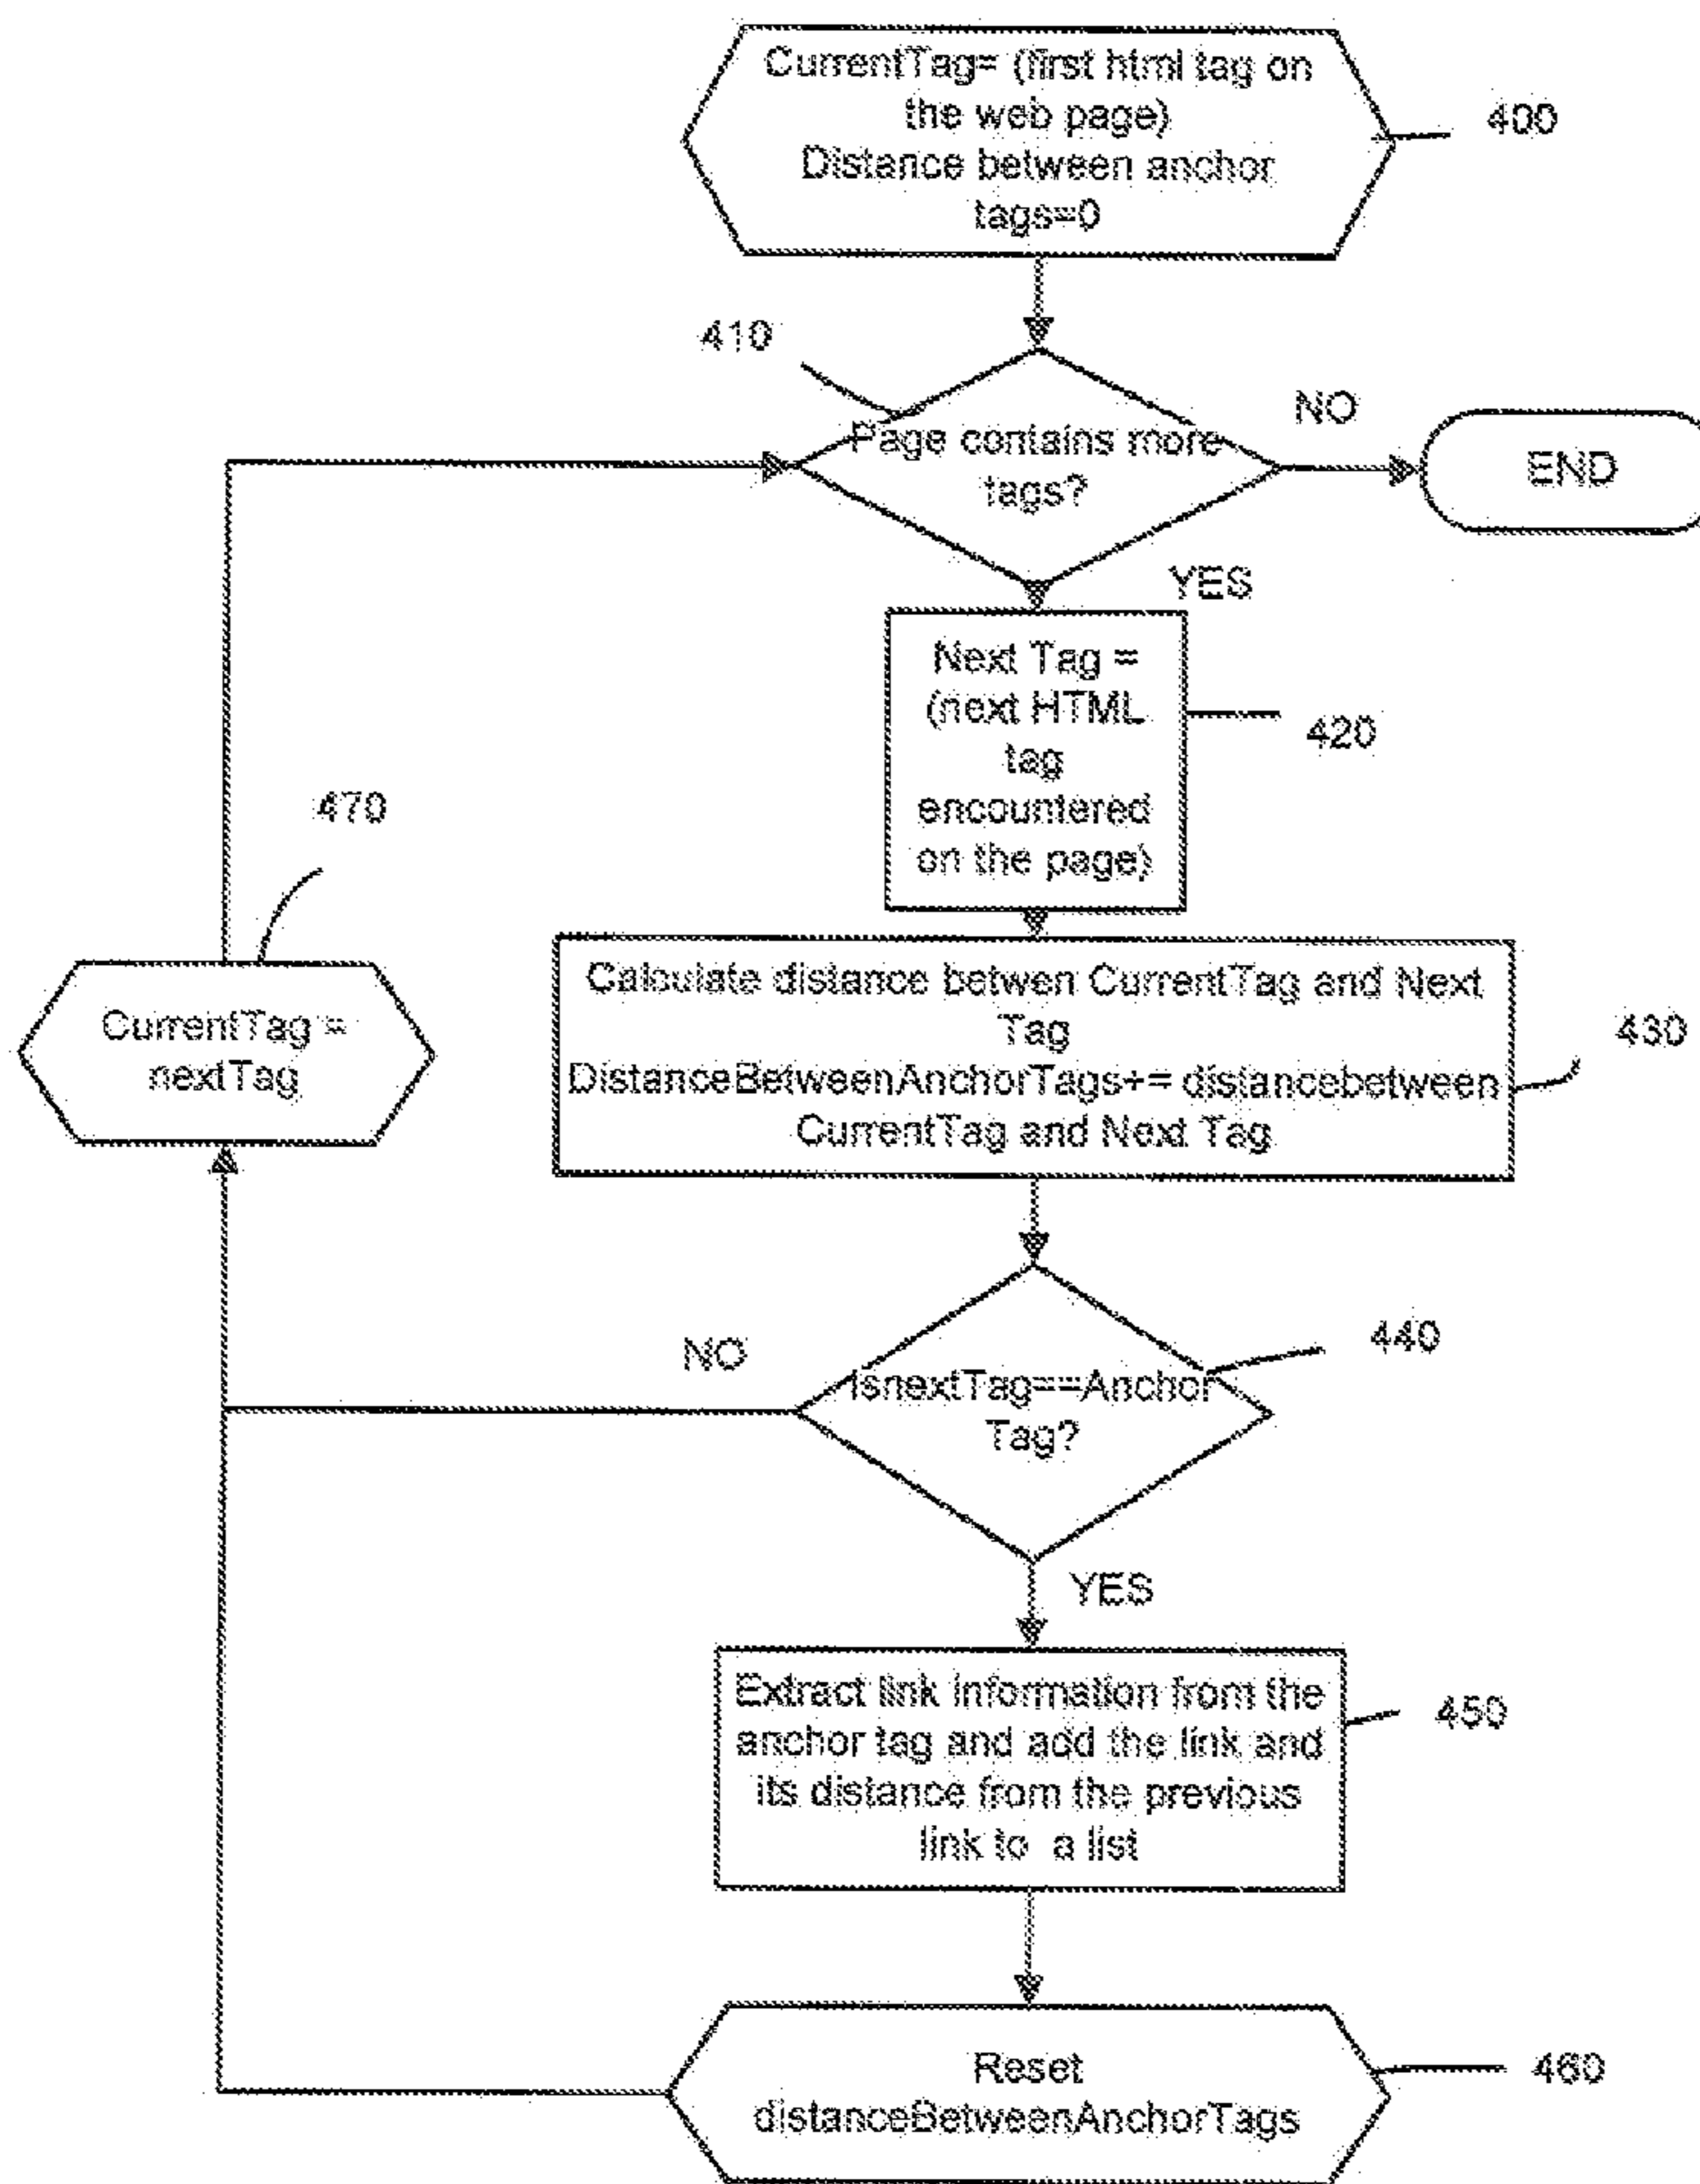 CurrentTag= (first html tag on
the web page)
Distance between anchor
tags=0
400
410
Page contains more
tags?
NO
END
YES
Next Tag =
(next HTML
tag
encountered
on the page)
420
470
CurrentTag =
nextTag
Calculate distance betwen CurrentTag and Next
Tag
DistanceBetweenAnchorTags+= distancebetween
CurrentTag and Next Tag
430
NO
440
IsnextTag==Anchor
Tag?
YES
Extract link information from the
anchor tag and add the link and
its distance from the previous
link to a list
450
Reset
distanceBetweenAnchorTags
460